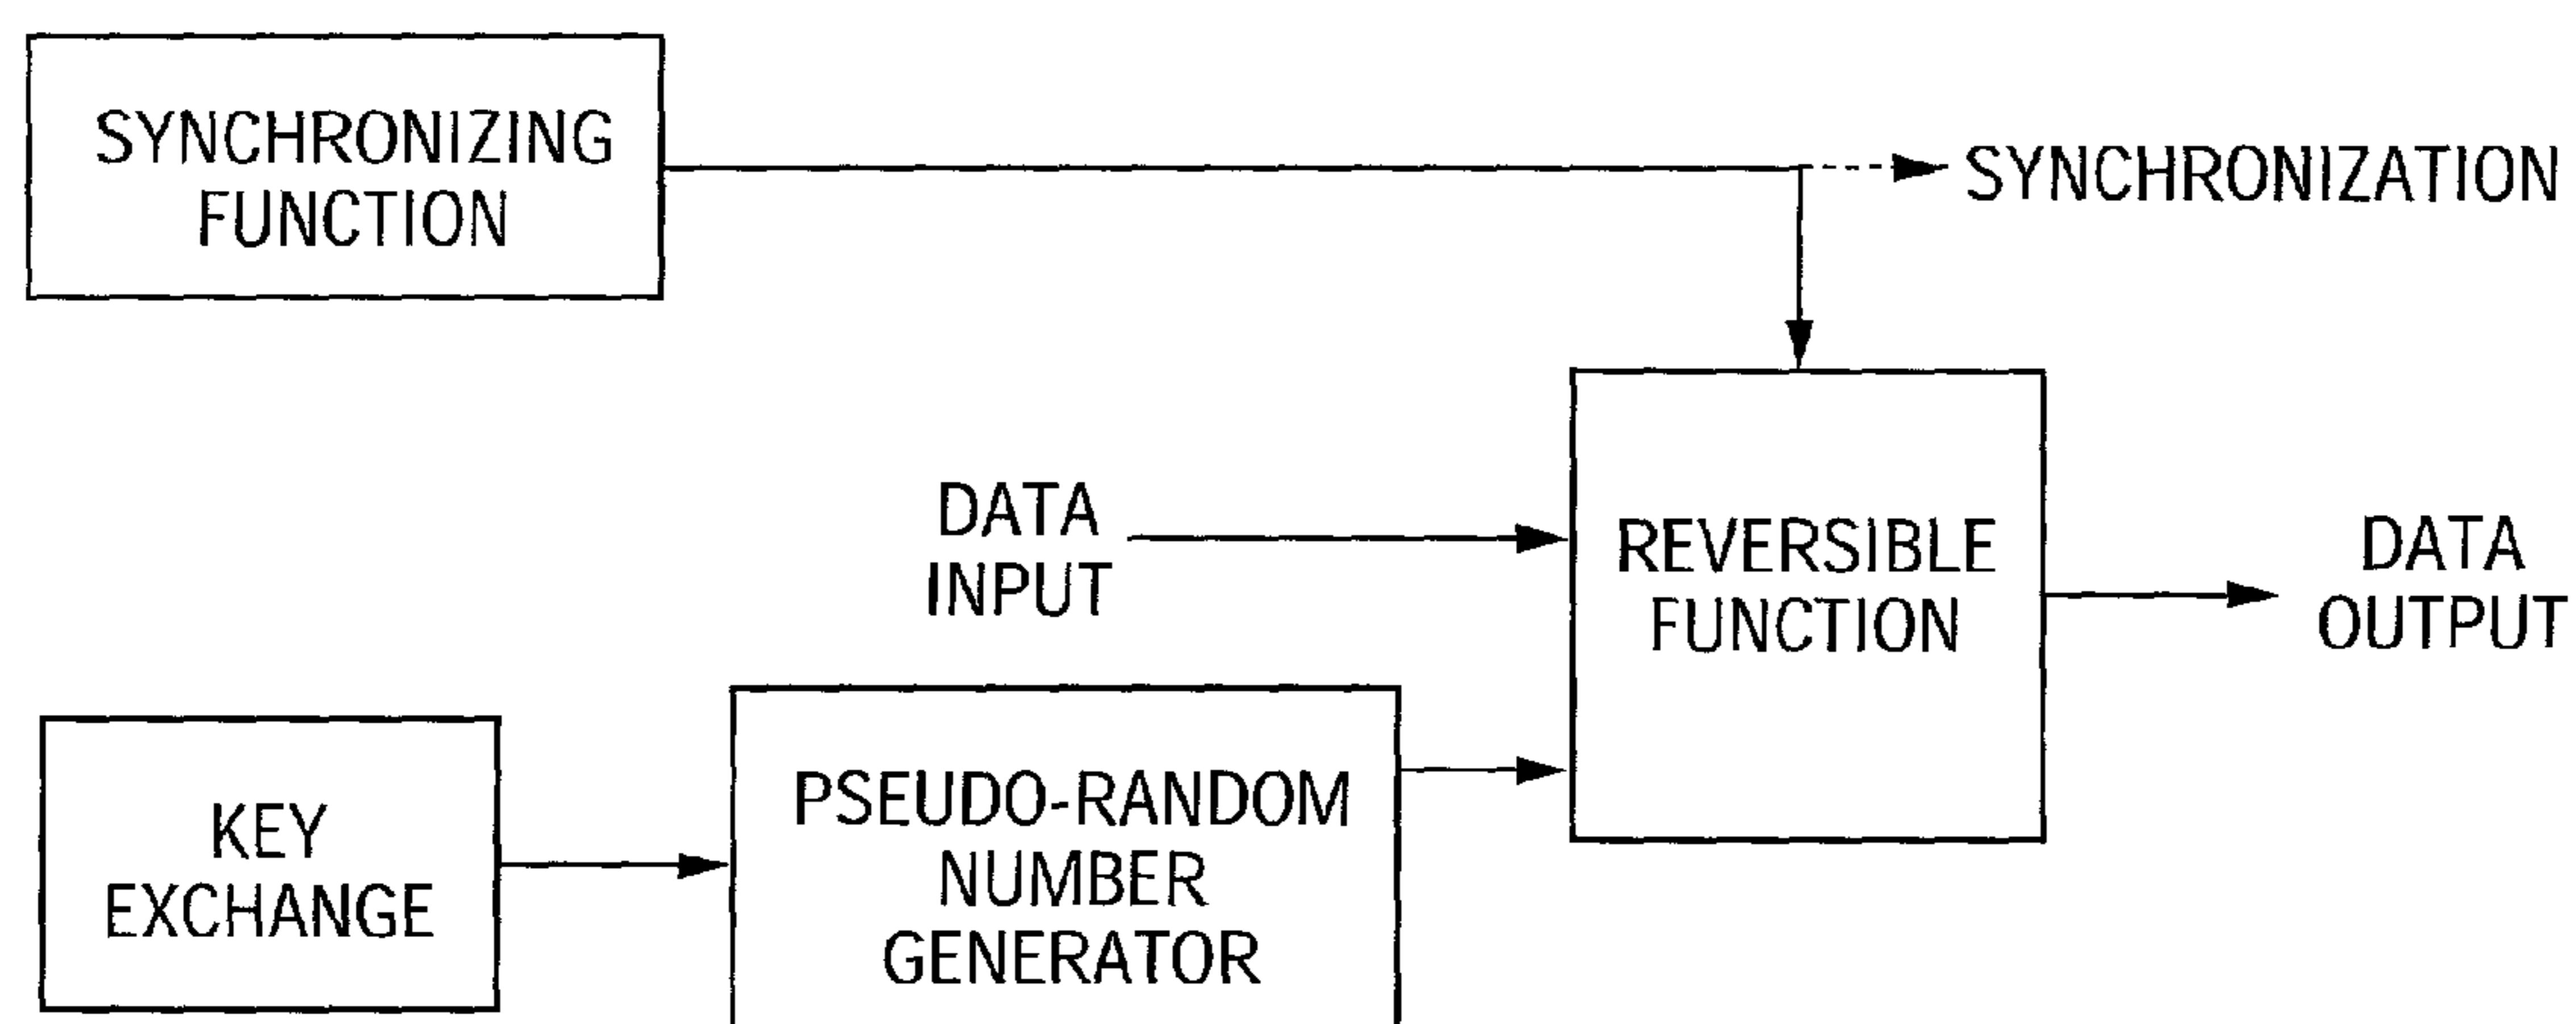 SYNCHRONIZING
FUNCTION
SYNCHRONIZATION
DATA
INPUT
REVERSIBLE
FUNCTION
DATA
OUTPUT
KEY
EXCHANGE
PSEUDO-RANDOM
NUMBER
GENERATOR